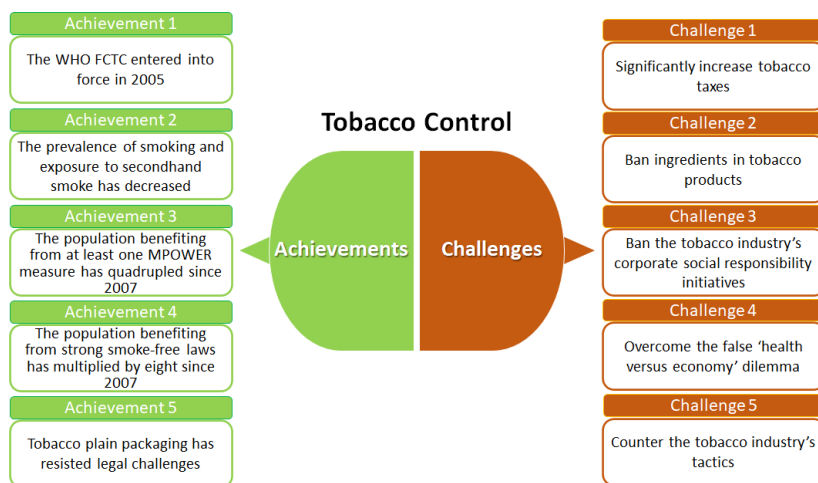 Achievement 1
The WHO FCTC entered into
force in 2005
Achievement 2
The prevalence of smoking and
exposure to secondhand
smoke has decreased
Achievement 3
The population benefiting
from at least one MPOWER
measure has quadrupled since
2007
Achievement 4
The population benefiting
from strong smoke-free laws
has multiplied by eight since
2007
Achievement 5
Tobacco plain packaging has
resisted legal challenges
Tobacco Control
Achievements
Challenges
Challenge 1
Significantly increase tobacco
taxes
Challenge 2
Ban ingredients in tobacco
products
Challenge 3
Ban the tobacco industry’s
corporate social responsibility
initiatives
Challenge 4
Overcome the false ‘health
versus economy’ dilemma
Challenge 5
Counter the tobacco industry’s
tactics